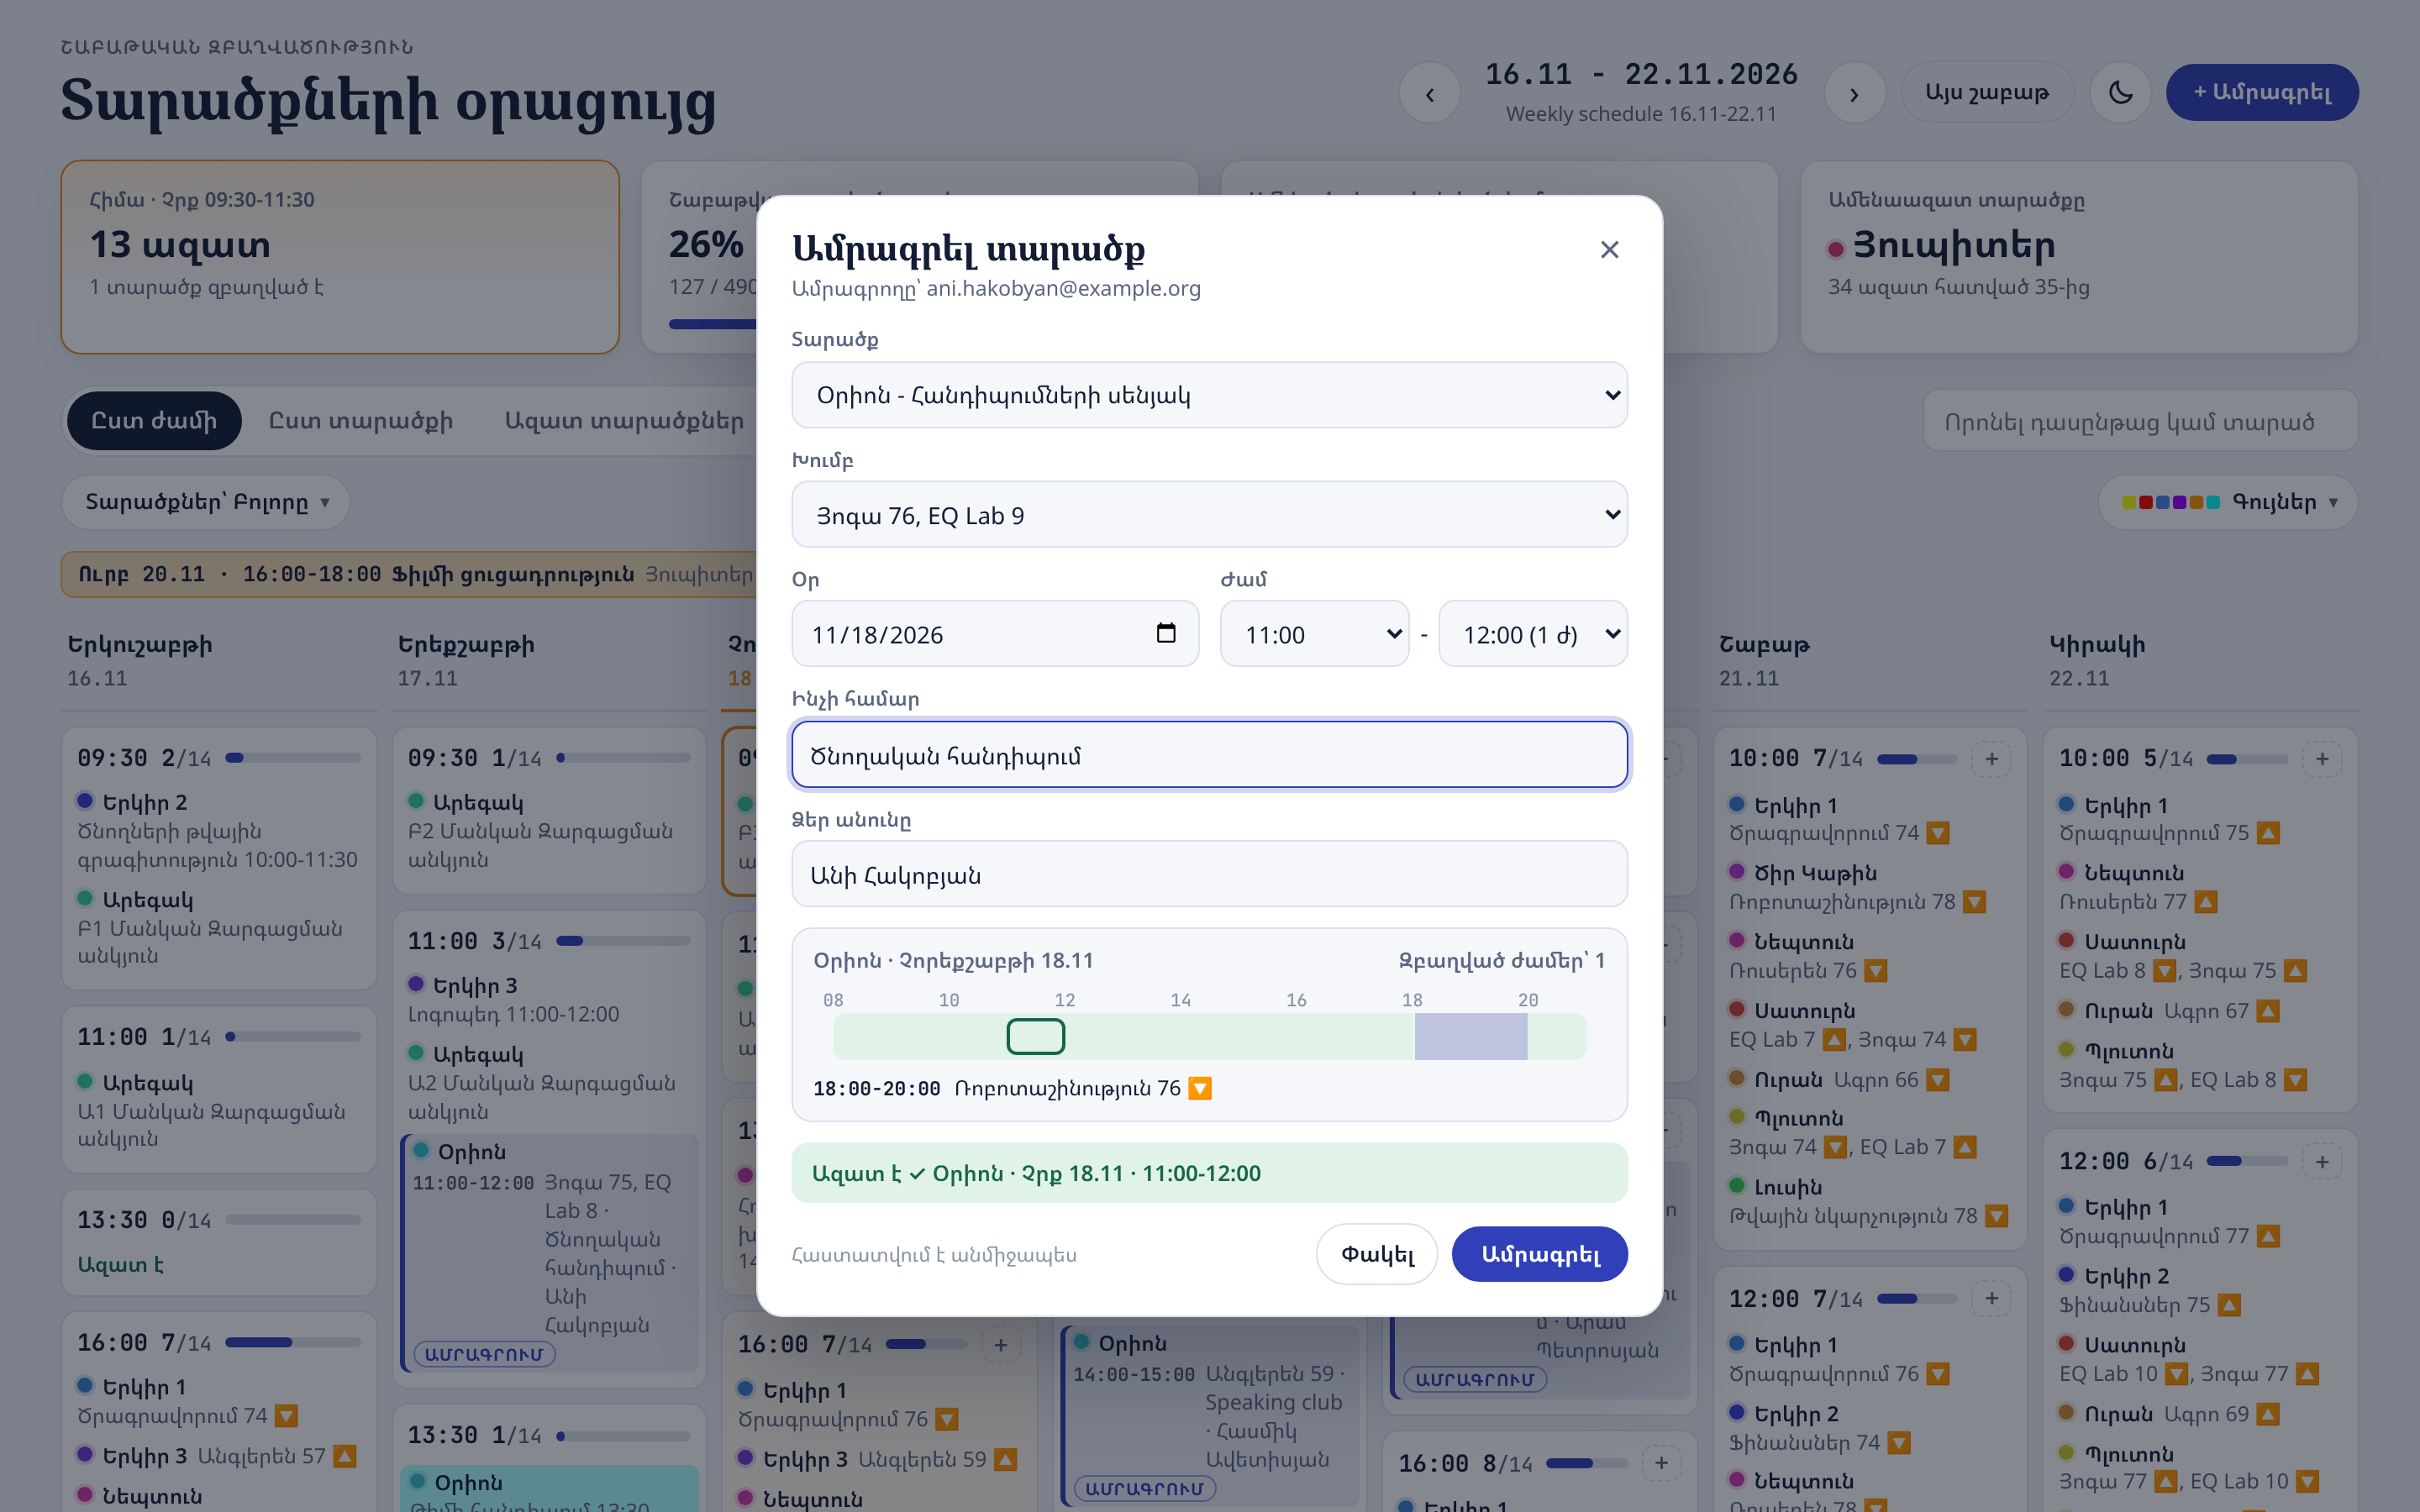 ՇԱԲԱԹԱԿԱՆ ԶԲԱՂՎԱԾՈՒԹՅՈՒՆ
Տարածքների օրացույց
‹
16.11 - 22.11.2026
Weekly schedule 16.11-22.11
›
Այս շաբաթ
+ Ամրագրել
Հիմա · Չրք 09:30-11:30
13 ազատ
1 տարածք զբաղված է
26%
127 / 490
Ամենաազատ տարածքը
Յուպիտեր
34 ազատ հատված 35-ից
Ըստ ժամի
Ըստ տարածքի
Ազատ տարածքներ
Որոնել դասընթաց կամ տարած
Տարածքներ՝ Բոլորը ▾
Գույներ ▾
Ուրբ 20.11 · 16:00-18:00 Ֆիլմի ցուցադրություն Յուպիտեր
Ամրագրել տարածք
✕
Ամրագրողը՝ ani.hakobyan@example.org
Տարածք
Օրիոն - Հանդիպումների սենյակ
Խումբ
Յոգա 76, EQ Lab 9
Օր
Ժամ
11/18/2026
11:00
-
12:00 (1 ժ)
Ինչի համար
Ծնողական հանդիպում
Ձեր անունը
Անի Հակոբյան
Օրիոն · Չորեքշաբթի 18.11
Զբաղված ժամեր՝ 1
08 10 12 14 16 18 20
18:00-20:00 Ռոբոտաշինություն 76 🔽
Ազատ է ✓ Օրիոն · Չրք 18.11 · 11:00-12:00
Հաստատվում է անմիջապես
Փակել
Ամրագրել
Երկուշաբթի
16.11
09:30 2/14
Երկիր 2
Ծնողների թվային
գրագիտություն 10:00-11:30
Արեգակ
Բ1 Մանկան Զարգացման
անկյուն
11:00 1/14
Արեգակ
Ա1 Մանկան Զարգացման
անկյուն
13:30 0/14
Ազատ է
16:00 7/14
Երկիր 1
Ծրագրավորում 74 🔽
Երկիր 3 Անգլերեն 57 🔼
Նեպտուն
Երեքշաբթի
17.11
09:30 1/14
Արեգակ
Բ2 Մանկան Զարգացման
անկյուն
11:00 3/14
Երկիր 3
Լոգոպեդ 11:00-12:00
Արեգակ
Ա2 Մանկան Զարգացման
անկյուն
Օրիոն
11:00-12:00 Յոգա 75, EQ
Lab 8 ·
Ծնողական
հանդիպում ·
Անի
Հակոբյան
ԱՄՐԱԳՐՈՒՄ
13:30 1/14
Օրիոն
18
16:00 7/14 +
Երկիր 1
Ծրագրավորում 76 🔽
Երկիր 3 Անգլերեն 59 🔼
Նեպտուն
Օրիոն
14:00-15:00 Անգլերեն 59 ·
Speaking club
· Հասմիկ
Ավետիսյան
ԱՄՐԱԳՐՈՒՄ
մ · Արամ
Պետրոսյան
ԱՄՐԱԳՐՈՒՄ
16:00 8/14 +
Երկիր 1
Շաբաթ
21.11
10:00 7/14 +
Երկիր 1
Ծրագրավորում 74 🔽
Ծիր Կաթին
Ռոբոտաշինություն 78 🔽
Նեպտուն
Ռուսերեն 76 🔽
Սատուրն
EQ Lab 7 🔼, Յոգա 74 🔽
Ուրան Ագրո 66 🔽
Պլուտոն
Յոգա 74 🔽, EQ Lab 7 🔼
Լուսին
Թվային նկարչություն 78 🔽
12:00 7/14 +
Երկիր 1
Ծրագրավորում 76 🔽
Երկիր 2
Ֆինանսներ 74 🔽
Նեպտուն
Ռուսերեն 78 🔽
Կիրակի
22.11
10:00 5/14 +
Երկիր 1
Ծրագրավորում 75 🔼
Նեպտուն
Ռուսերեն 77 🔼
Սատուրն
EQ Lab 8 🔽, Յոգա 75 🔼
Ուրան Ագրո 67 🔼
Պլուտոն
Յոգա 75 🔼, EQ Lab 8 🔽
12:00 6/14 +
Երկիր 1
Ծրագրավորում 77 🔼
Երկիր 2
Ֆինանսներ 75 🔼
Սատուրն
EQ Lab 10 🔽, Յոգա 77 🔼
Ուրան Ագրո 69 🔼
Պլուտոն
Յոգա 77 🔼, EQ Lab 10 🔽